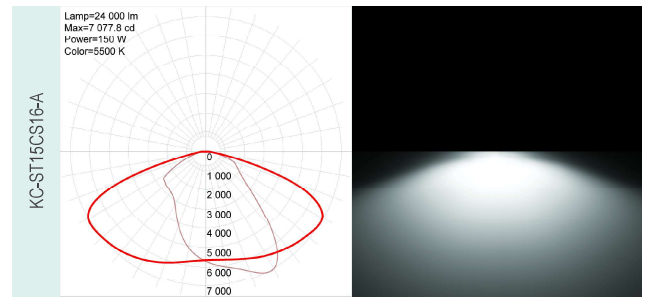 KC-ST15CS16-A
Lamp=24 000 lm
Max=7 077.8 cd
Power=150 W
Color=5500 K
0
1 000
2 000
3 000
4 000
5 000
6 000
7 000